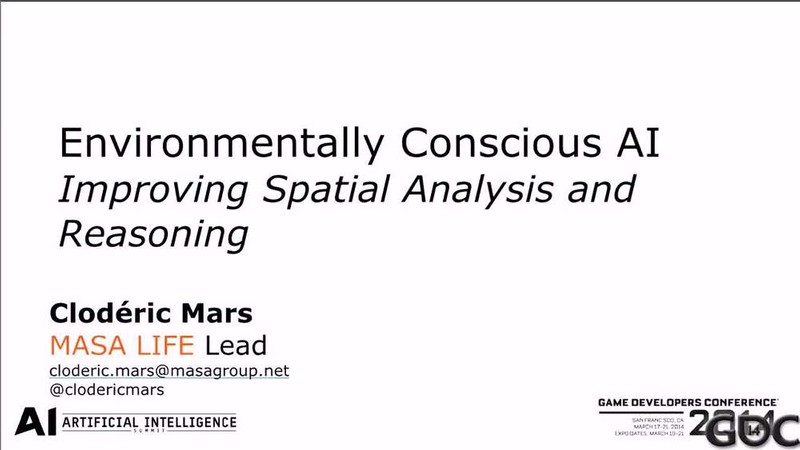 Environmentally Conscious AI
Improving Spatial Analysis and
Reasoning
Clodéric Mars
MASA LIFE Lead
cloderic.mars@masagroup.net
@clodericmars
AI ARTIFICIAL INTELLIGENCE
SUMMIT
GAME DEVELOPERS CONFERENCE
SAN FRANCISCO, CA
MARCH 17-21, 2014
EXPO DATES: MARCH 19-21
2014
GDC
14